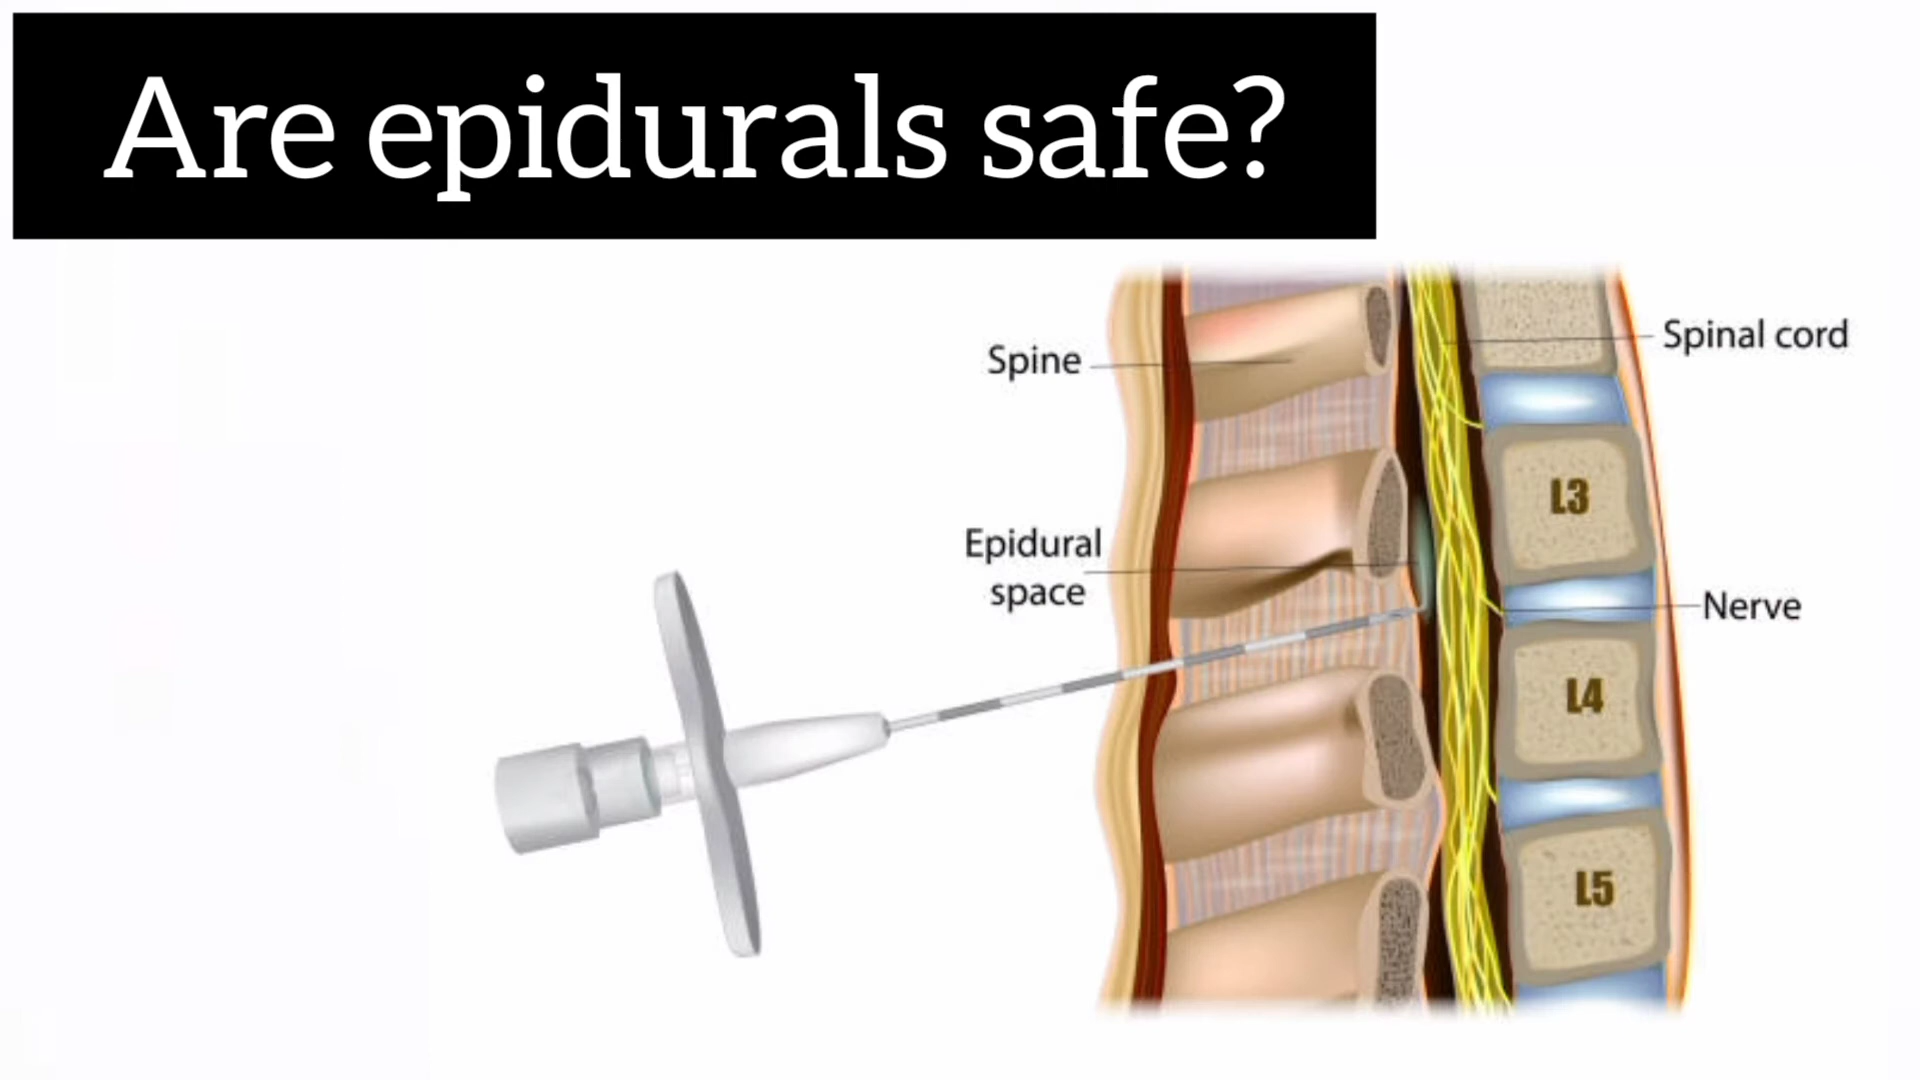 Are epidurals safe?
Spine
Spinal cord
Epidural
space
L3
Nerve
L4
L5